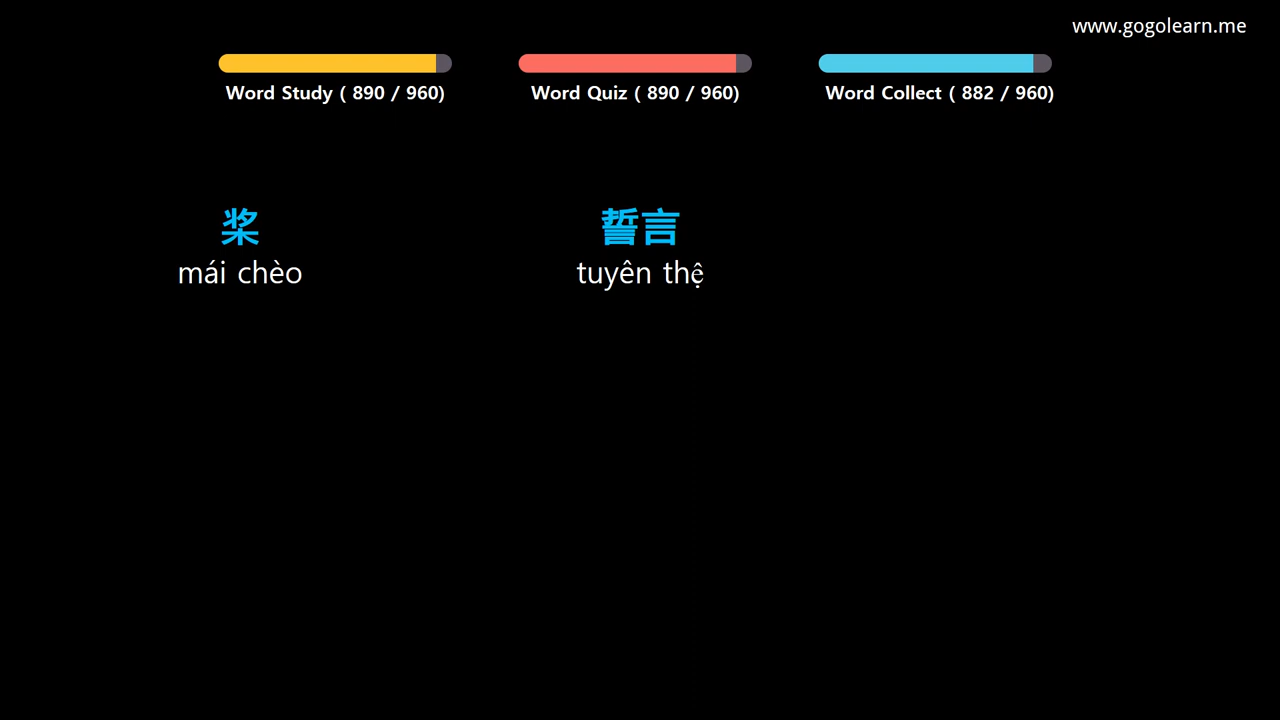 www.gogolearn.me
Word Study ( 890 / 960)
Word Quiz ( 890 / 960)
Word Collect ( 882 / 960)
桨
誓言
mái chèo
tuyên thệ